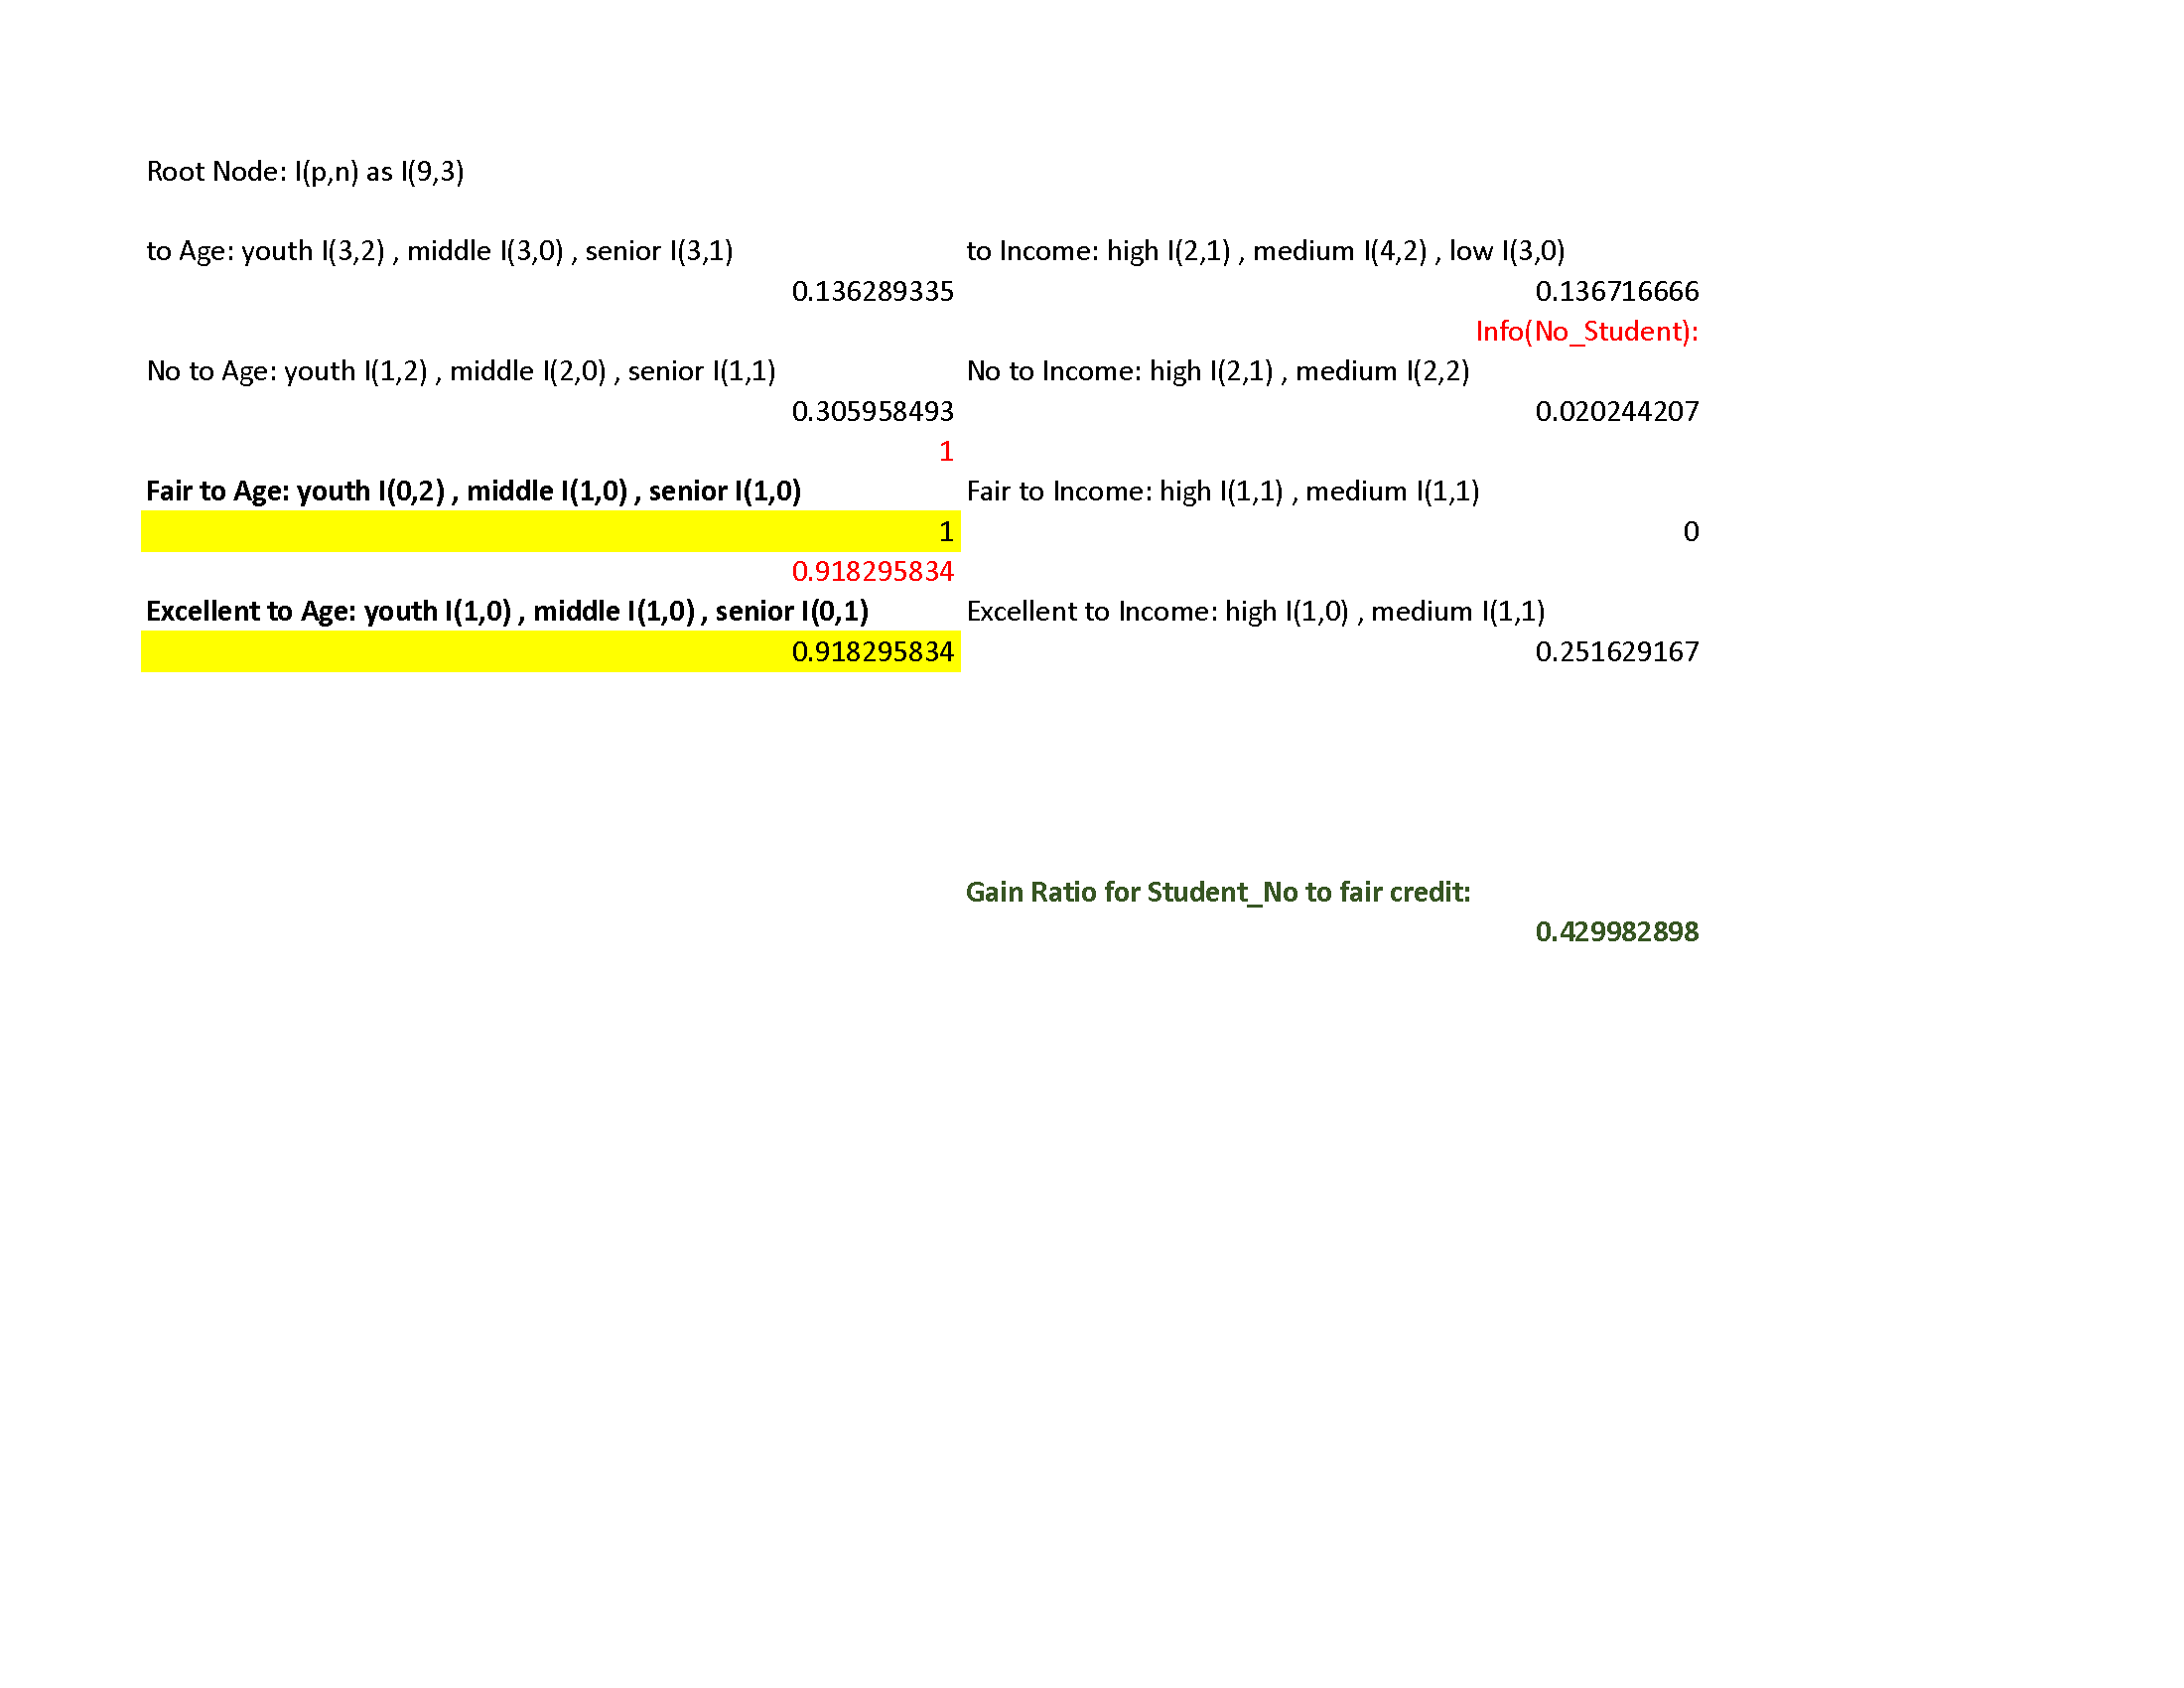 Root Node: I(p,n) as I(9,3)
to Age: youth I(3,2) , middle I(3,0) , senior I(3,1)
to Income: high I(2,1) , medium I(4,2) , low I(3,0)
0.136289335
0.136716666
Info(No_Student):
No to Age: youth I(1,2) , middle I(2,0) , senior I(1,1)
No to Income: high I(2,1) , medium I(2,2)
0.305958493
0.020244207
1
Fair to Age: youth I(0,2) , middle I(1,0) , senior I(1,0)
Fair to Income: high I(1,1) , medium I(1,1)
1
0
0.918295834
Excellent to Age: youth I(1,0) , middle I(1,0) , senior I(0,1)
Excellent to Income: high I(1,0) , medium I(1,1)
0.918295834
0.251629167
Gain Ratio for Student_No to fair credit:
0.429982898